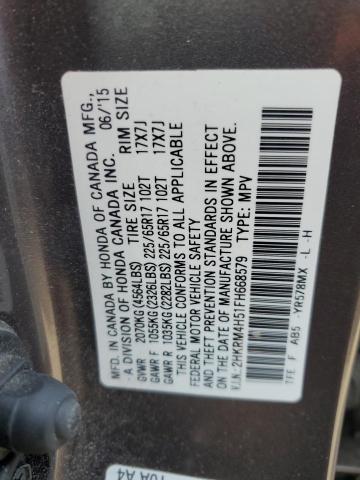 MFD. IN CANADA BY HONDA OF CANADA MFG.,
- A DIVISION OF HONDA CANADA INC. 06/15
TIRE SIZE RIM SIZE
GVWR 2070KG(4564LBS)
GAWR F 1055KG(2326LBS) 225/65R17 102T 17X7J
GAWR R 1035KG(2282LBS) 225/65R17 102T 17X7J
THIS VEHICLE CONFORMS TO ALL APPLICABLE
FEDERAL MOTOR VEHICLE SAFETY
AND THEFT PREVENTION STANDARDS IN EFFECT
ON THE DATE OF MANUFACTURE SHOWN ABOVE.
V.I.N.:2HKRM4H51FH668579 TYPE: MPV
TFE F AB5 -YR578MX -L -H
10A A4